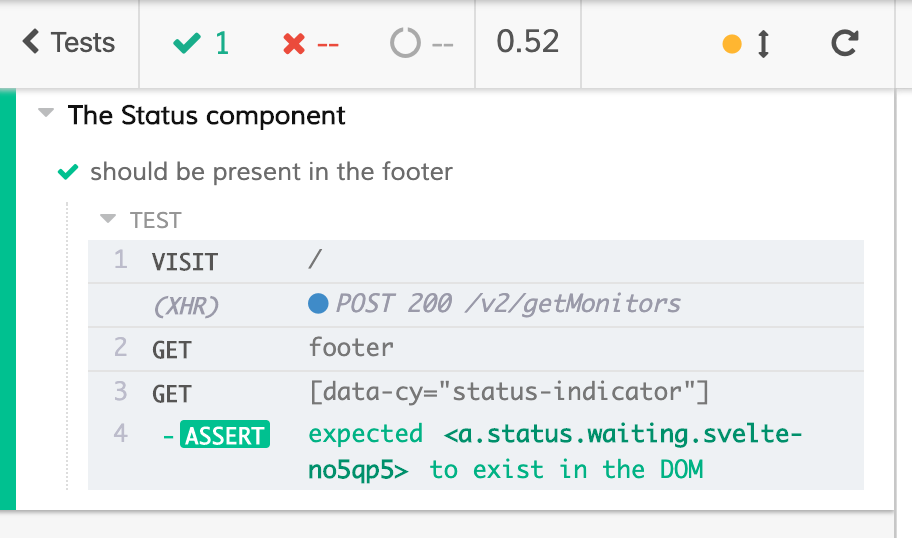 Tests 1 -- -- 0.52
The Status component
should be present in the footer
TEST
1 VISIT /
(XHR) POST 200 /v2/getMonitors
2 GET footer
3 GET [data-cy="status-indicator"]
4 -ASSERT expected <a.status.waiting.svelte-
no5qp5> to exist in the DOM